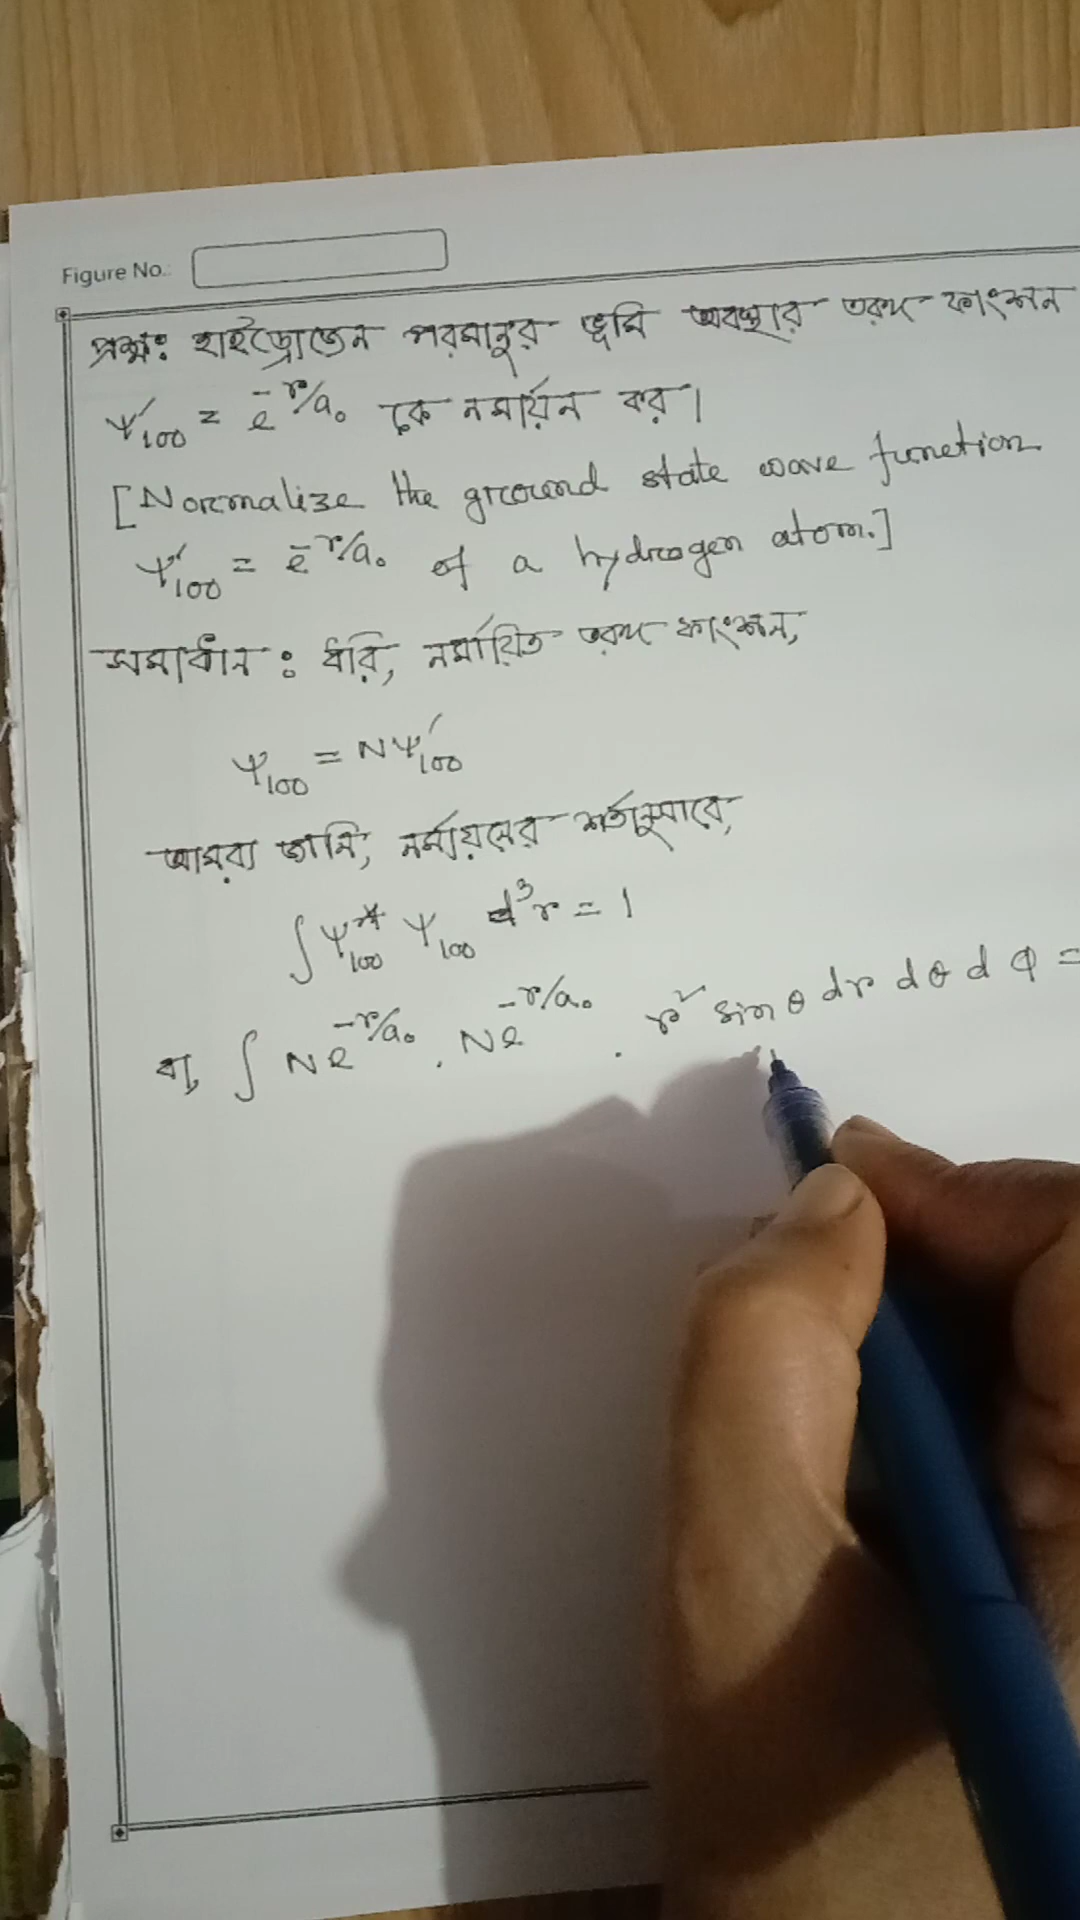 Figure No.:
প্রশ্ন: হাইড্রোজেন পরমানুর ভূমি অবস্থার তরঙ্গ ফাংশন
ψ′₁₀₀ = e^{-r/a₀} কে নর্মায়ন কর।
[Normalize the ground state wave function
ψ′₁₀₀ = e^{-r/a₀} of a hydrogen atom.]
সমাধান: ধরি, নর্মায়িত তরঙ্গ ফাংশন,
ψ₁₀₀ = Nψ′₁₀₀
আমরা জানি, নর্মায়নের শর্তানুসারে,
∫ψ*₁₀₀ ψ₁₀₀ d³r = 1
বা, ∫ Ne^{-r/a₀} . Ne^{-r/a₀} . r² sin θ dr dθ d φ =